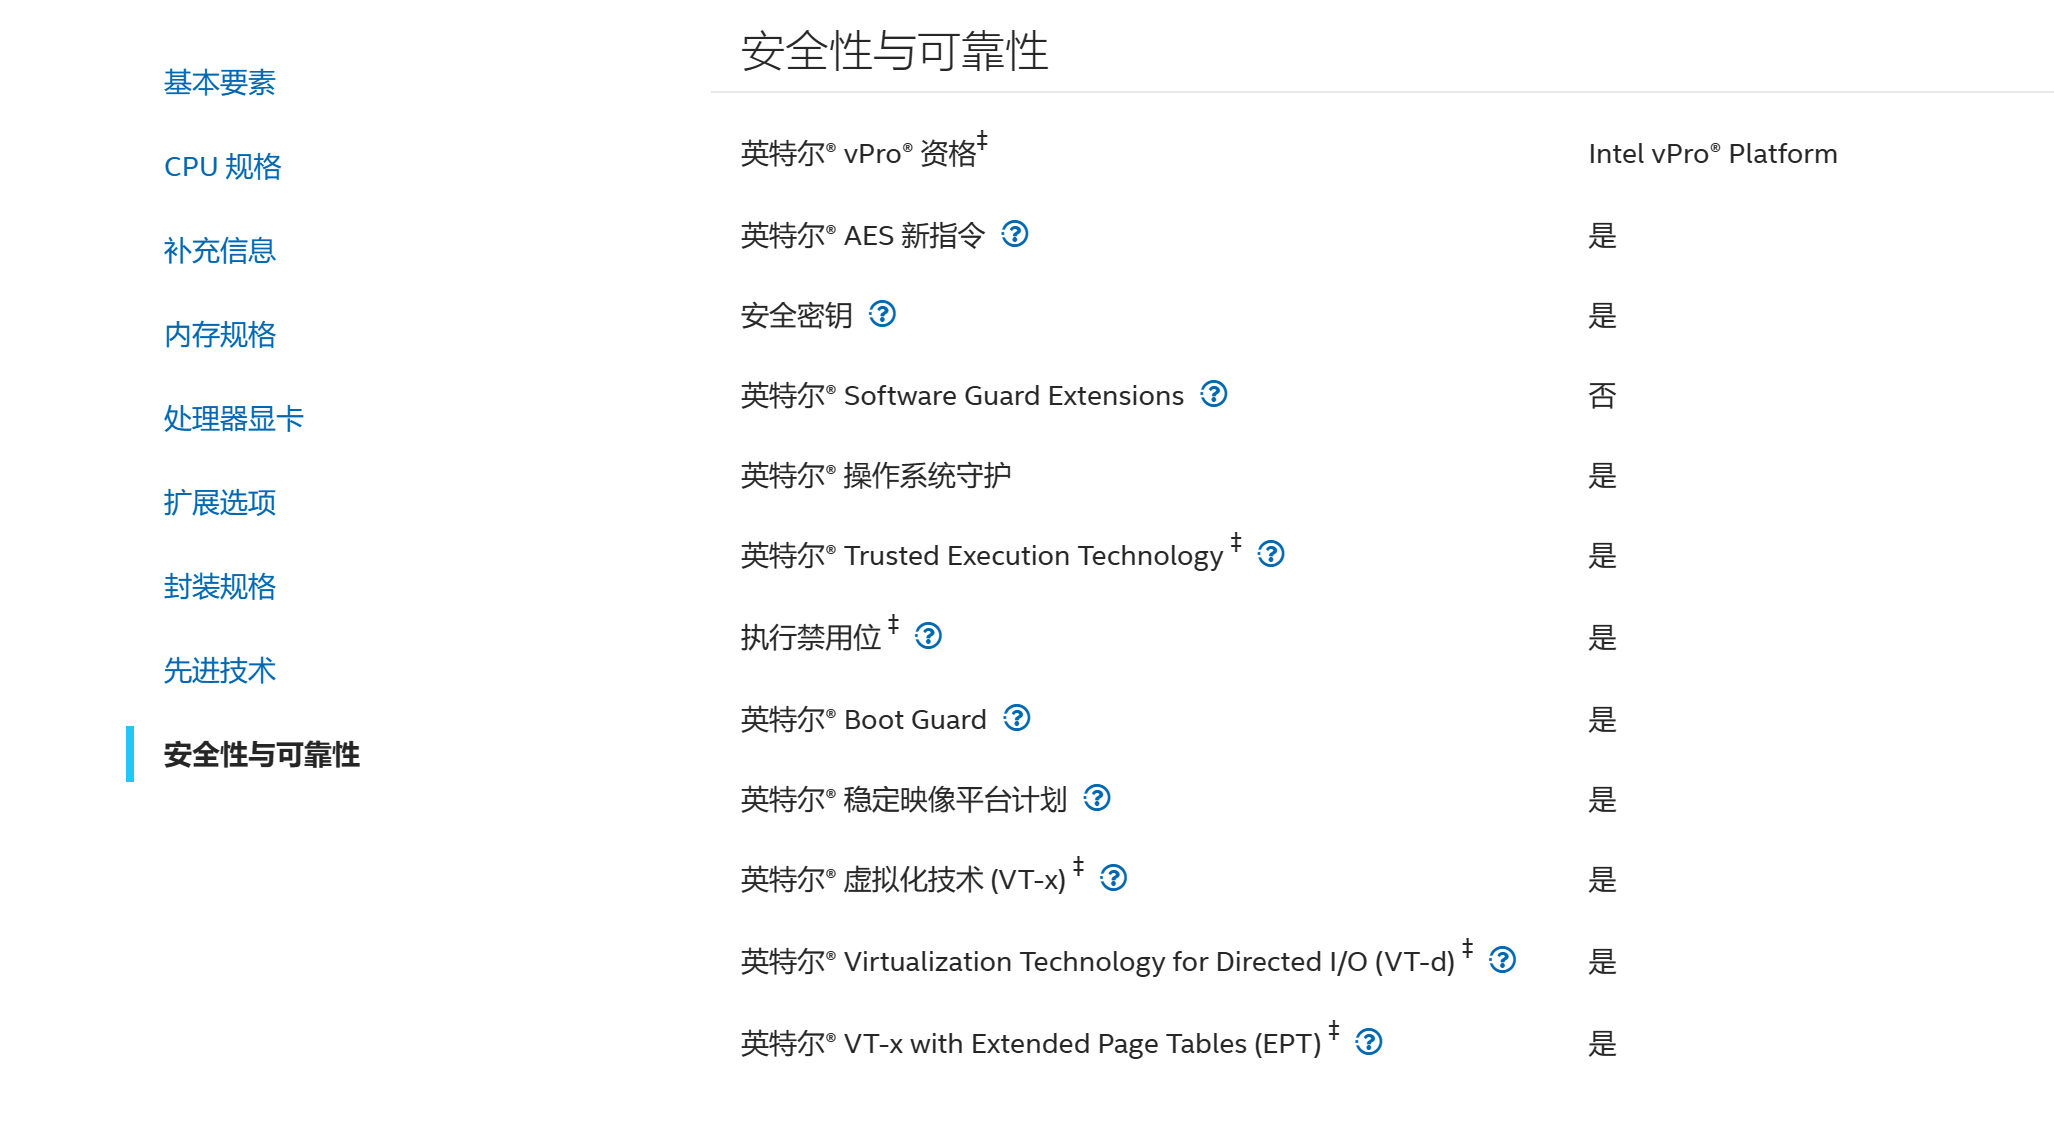 基本要素
CPU 规格
补充信息
内存规格
处理器显卡
扩展选项
封装规格
先进技术
安全性与可靠性
安全性与可靠性
英特尔® vPro® 资格‡ Intel vPro® Platform
英特尔® AES 新指令 是
安全密钥 是
英特尔® Software Guard Extensions 否
英特尔® 操作系统守护 是
英特尔® Trusted Execution Technology ‡ 是
执行禁用位 ‡ 是
英特尔® Boot Guard 是
英特尔® 稳定映像平台计划 是
英特尔® 虚拟化技术 (VT-x) ‡ 是
英特尔® Virtualization Technology for Directed I/O (VT-d) ‡ 是
英特尔® VT-x with Extended Page Tables (EPT) ‡ 是